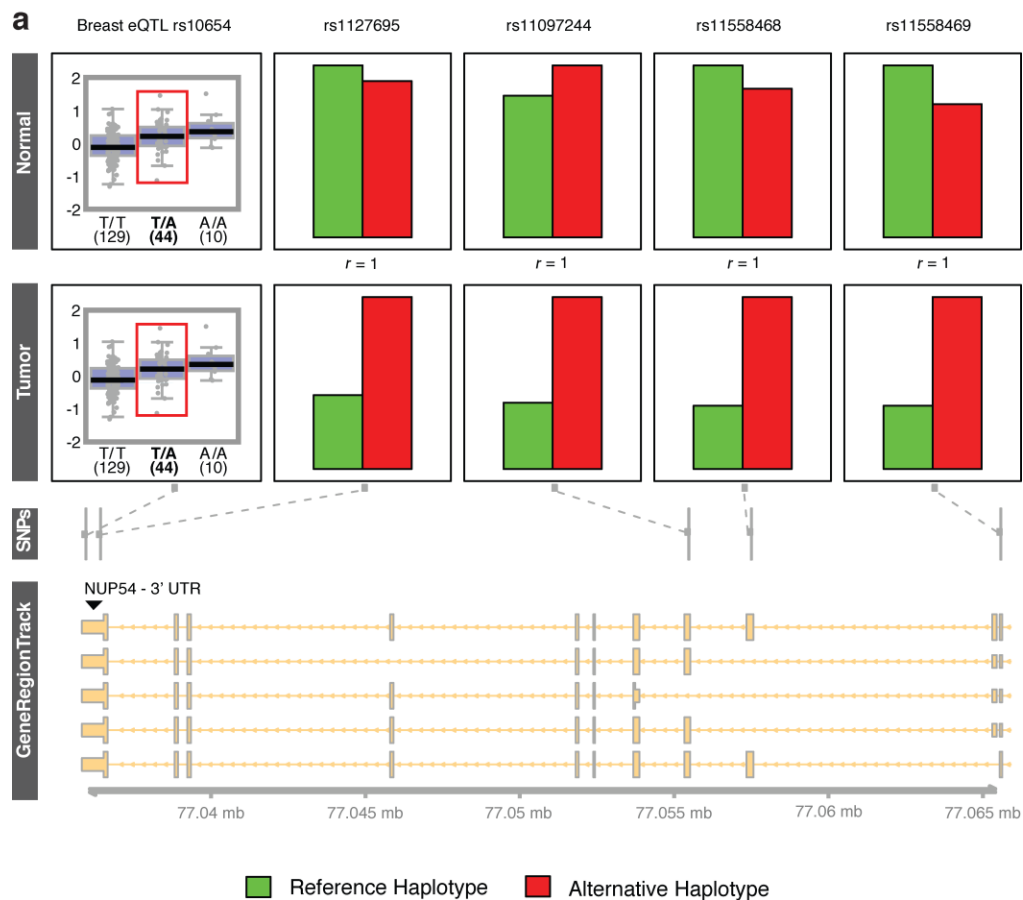 a
Breast eQTL rs10654
rs1127695
rs11097244
rs11558468
rs11558469
Normal
2
1
0
-1
-2
T/T
(129)
T/A
(44)
A/A
(10)
r = 1
r = 1
r = 1
r = 1
Tumor
2
1
0
-1
-2
T/T
(129)
T/A
(44)
A/A
(10)
SNPs
NUP54 - 3' UTR
GeneRegionTrack
77.04 mb
77.045 mb
77.05 mb
77.055 mb
77.06 mb
77.065 mb
Reference Haplotype
Alternative Haplotype